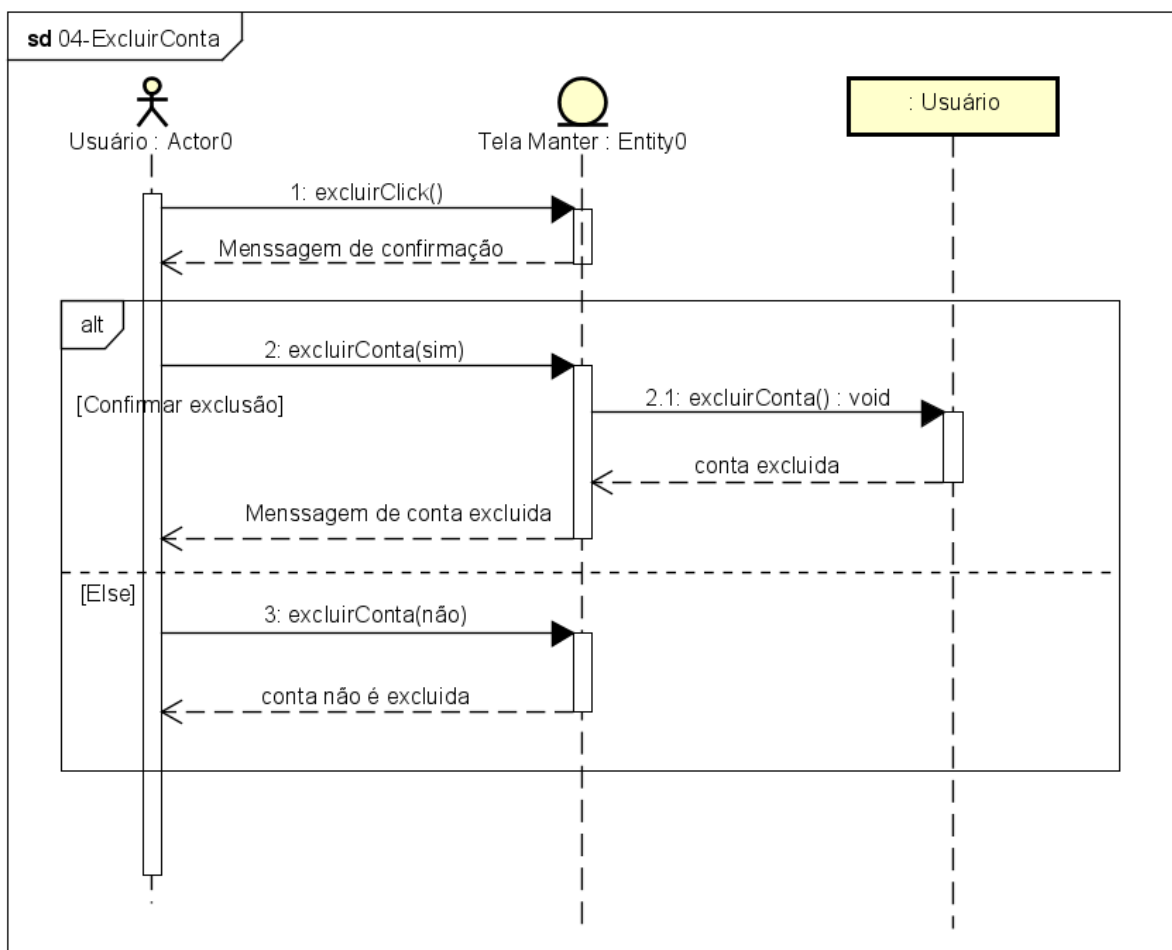 sd 04-ExcluirConta
Usuário : Actor0
Tela Manter : Entity0
: Usuário
1: excluirClick()
Menssagem de confirmação
alt
2: excluirConta(sim)
[Confirmar exclusão]
2.1: excluirConta() : void
conta excluida
Menssagem de conta excluida
[Else]
3: excluirConta(não)
conta não é excluida